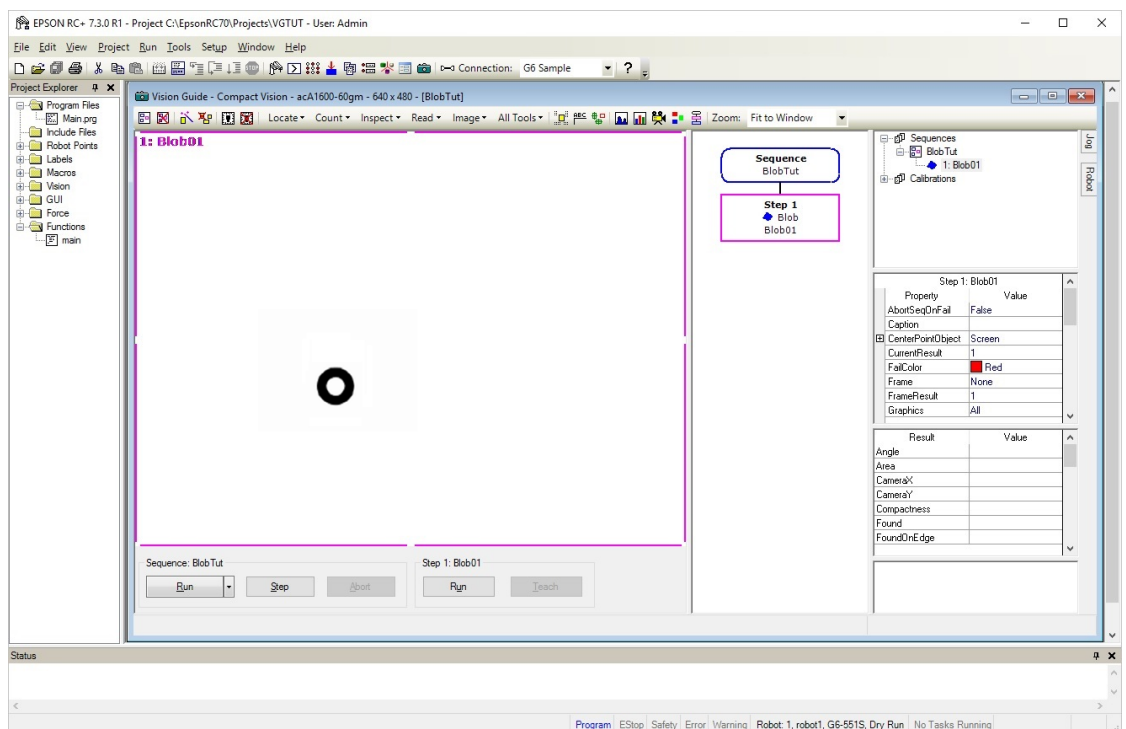 EPSON RC+ 7.3.0 R1 - Project C:\EpsonRC70\Projects\VGTUT - User: Admin
File Edit View Project Run Tools Setup Window Help
Connection: G6 Sample
Project Explorer
Program Files
Main.prg
Include Files
Robot Points
Labels
Macros
Vision
GUI
Force
Functions
main
Vision Guide - Compact Vision - acA1600-60gm - 640 x 480 - [BlobTut]
Locate Count Inspect Read Image All Tools Zoom: Fit to Window
1: Blob01
Sequence
BlobTut
Step 1
Blob
Blob01
Sequences
BlobTut
1: Blob01
Calibrations
Jog
Robot
Step 1: Blob01
Property Value
AbortSeqOnFail False
Caption
CenterPointObject Screen
CurrentResult 1
FailColor Red
Frame None
FrameResult 1
Graphics All
Result Value
Angle
Area
CameraX
CameraY
Compactness
Found
FoundOnEdge
Sequence: BlobTut
Run Step Abort
Step 1: Blob01
Run Teach
Status
Program EStop Safety Error Warning Robot: 1, robot1, G6-551S, Dry Run No Tasks Running